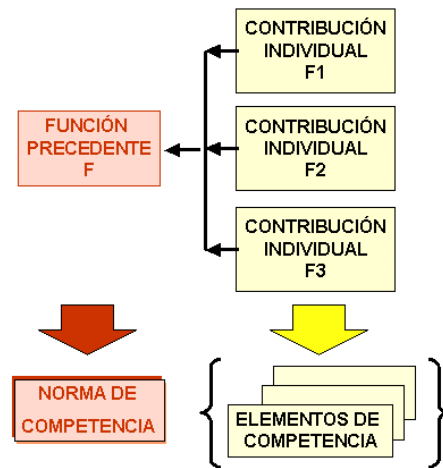 CONTRIBUCIÓN
INDIVIDUAL
F1
FUNCIÓN
PRECEDENTE
F
CONTRIBUCIÓN
INDIVIDUAL
F2
CONTRIBUCIÓN
INDIVIDUAL
F3
NORMA DE
COMPETENCIA
ELEMENTOS DE
COMPETENCIA